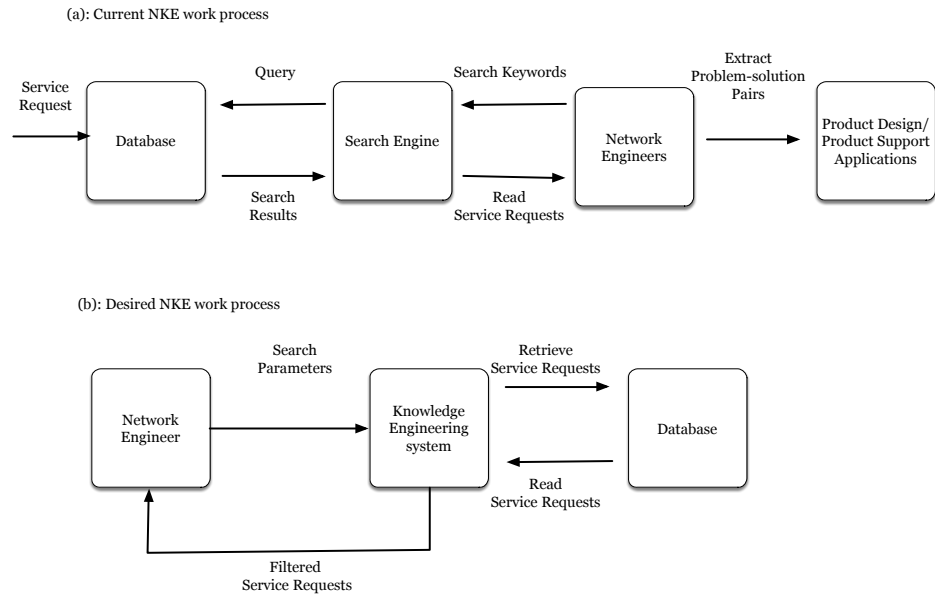 (a): Current NKE work process
Service
Request
Database
Query
Search
Results
Search Engine
Search Keywords
Read
Service Requests
Network
Engineers
Extract
Problem-solution
Pairs
Product Design/
Product Support
Applications
(b): Desired NKE work process
Network
Engineer
Search
Parameters
Knowledge
Engineering
system
Retrieve
Service Requests
Read
Service Requests
Database
Filtered
Service Requests